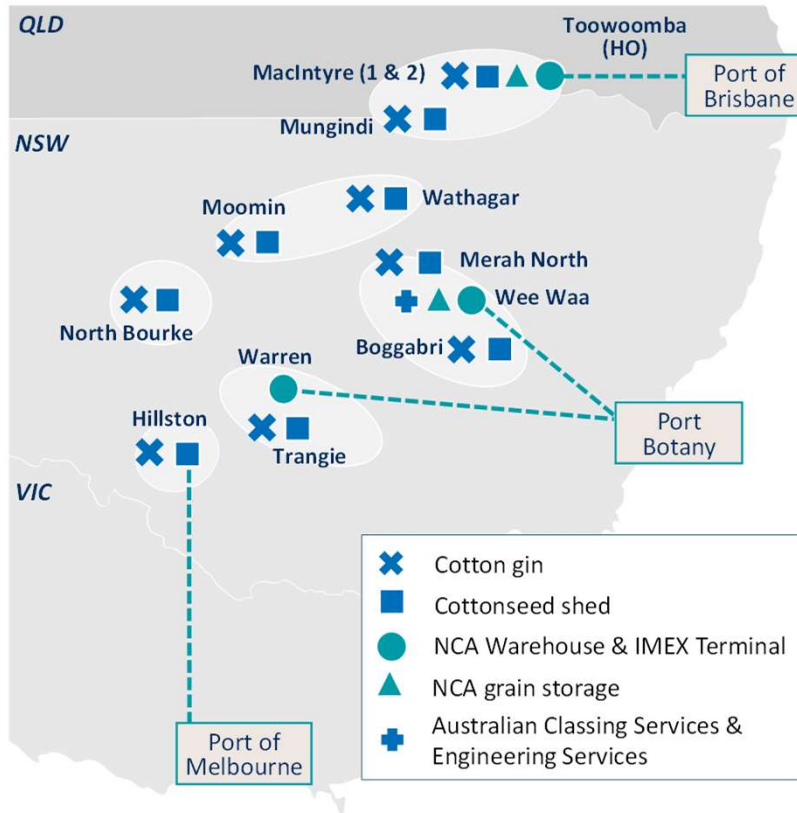 QLD
Toowoomba
(HO)
MacIntyre (1 & 2)
Port of
Brisbane
Mungindi
NSW
Moomin
Wathagar
Merah North
Wee Waa
North Bourke
Boggabri
Warren
Hillston
Trangie
Port
Botany
VIC
Cotton gin
Cottonseed shed
NCA Warehouse & IMEX Terminal
NCA grain storage
Australian Classing Services &
Engineering Services
Port of
Melbourne